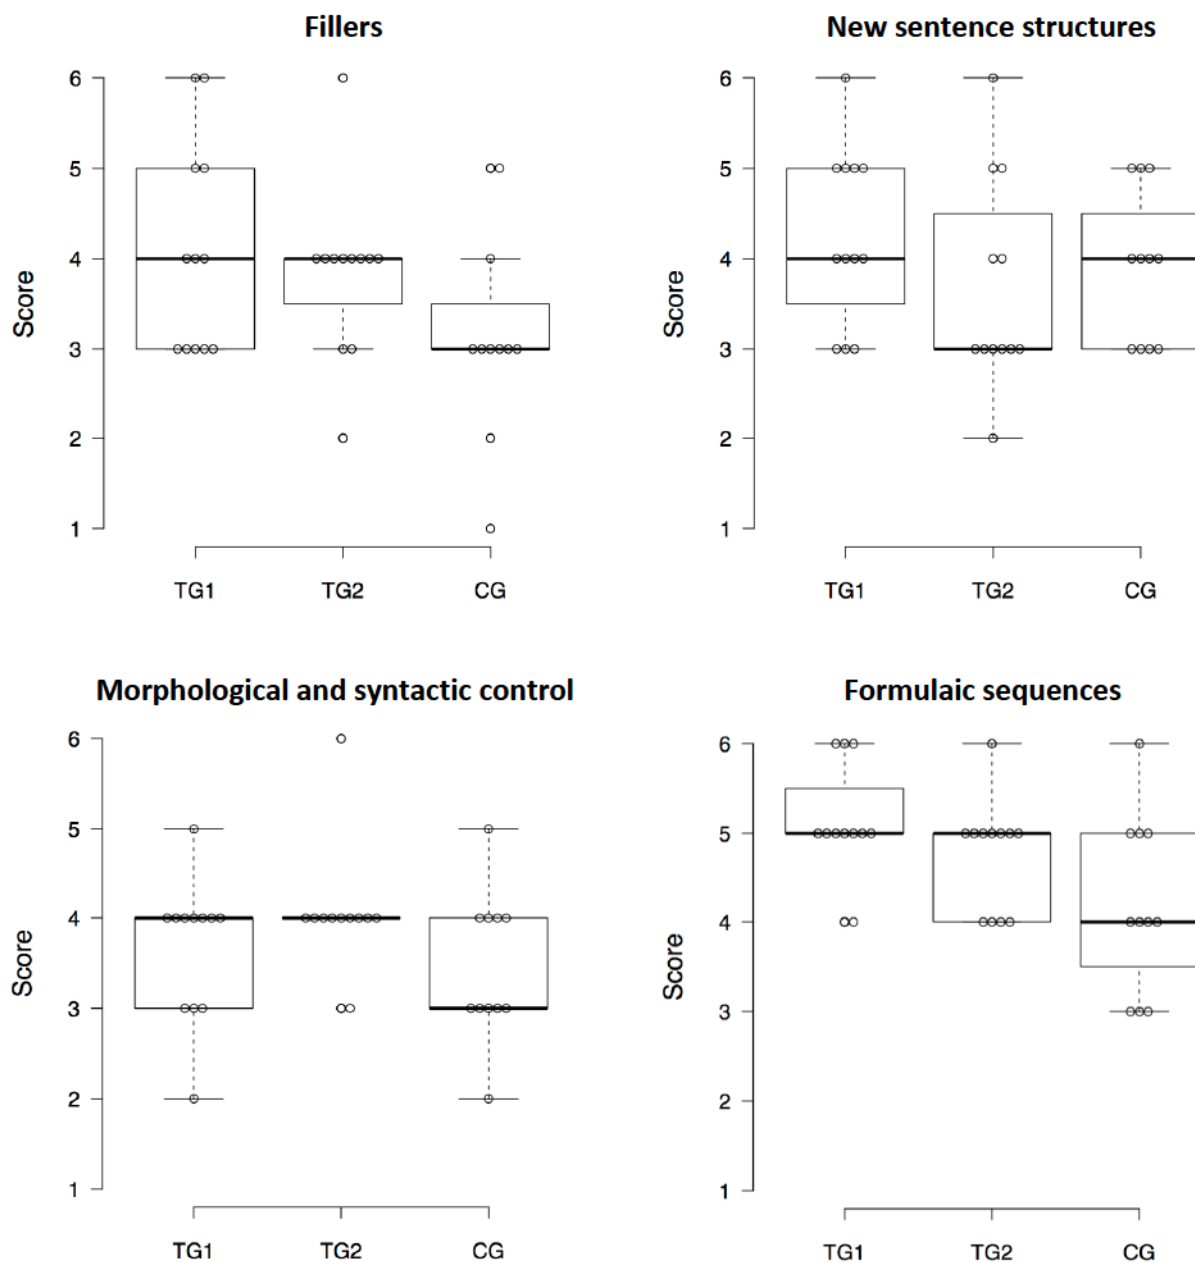 Fillers
6
5
4
3
2
1
Score
TG1 TG2 CG
New sentence structures
6
5
4
3
2
1
Score
TG1 TG2 CG
Morphological and syntactic control
6
5
4
3
2
1
Score
TG1 TG2 CG
Formulaic sequences
6
5
4
3
2
1
Score
TG1 TG2 CG